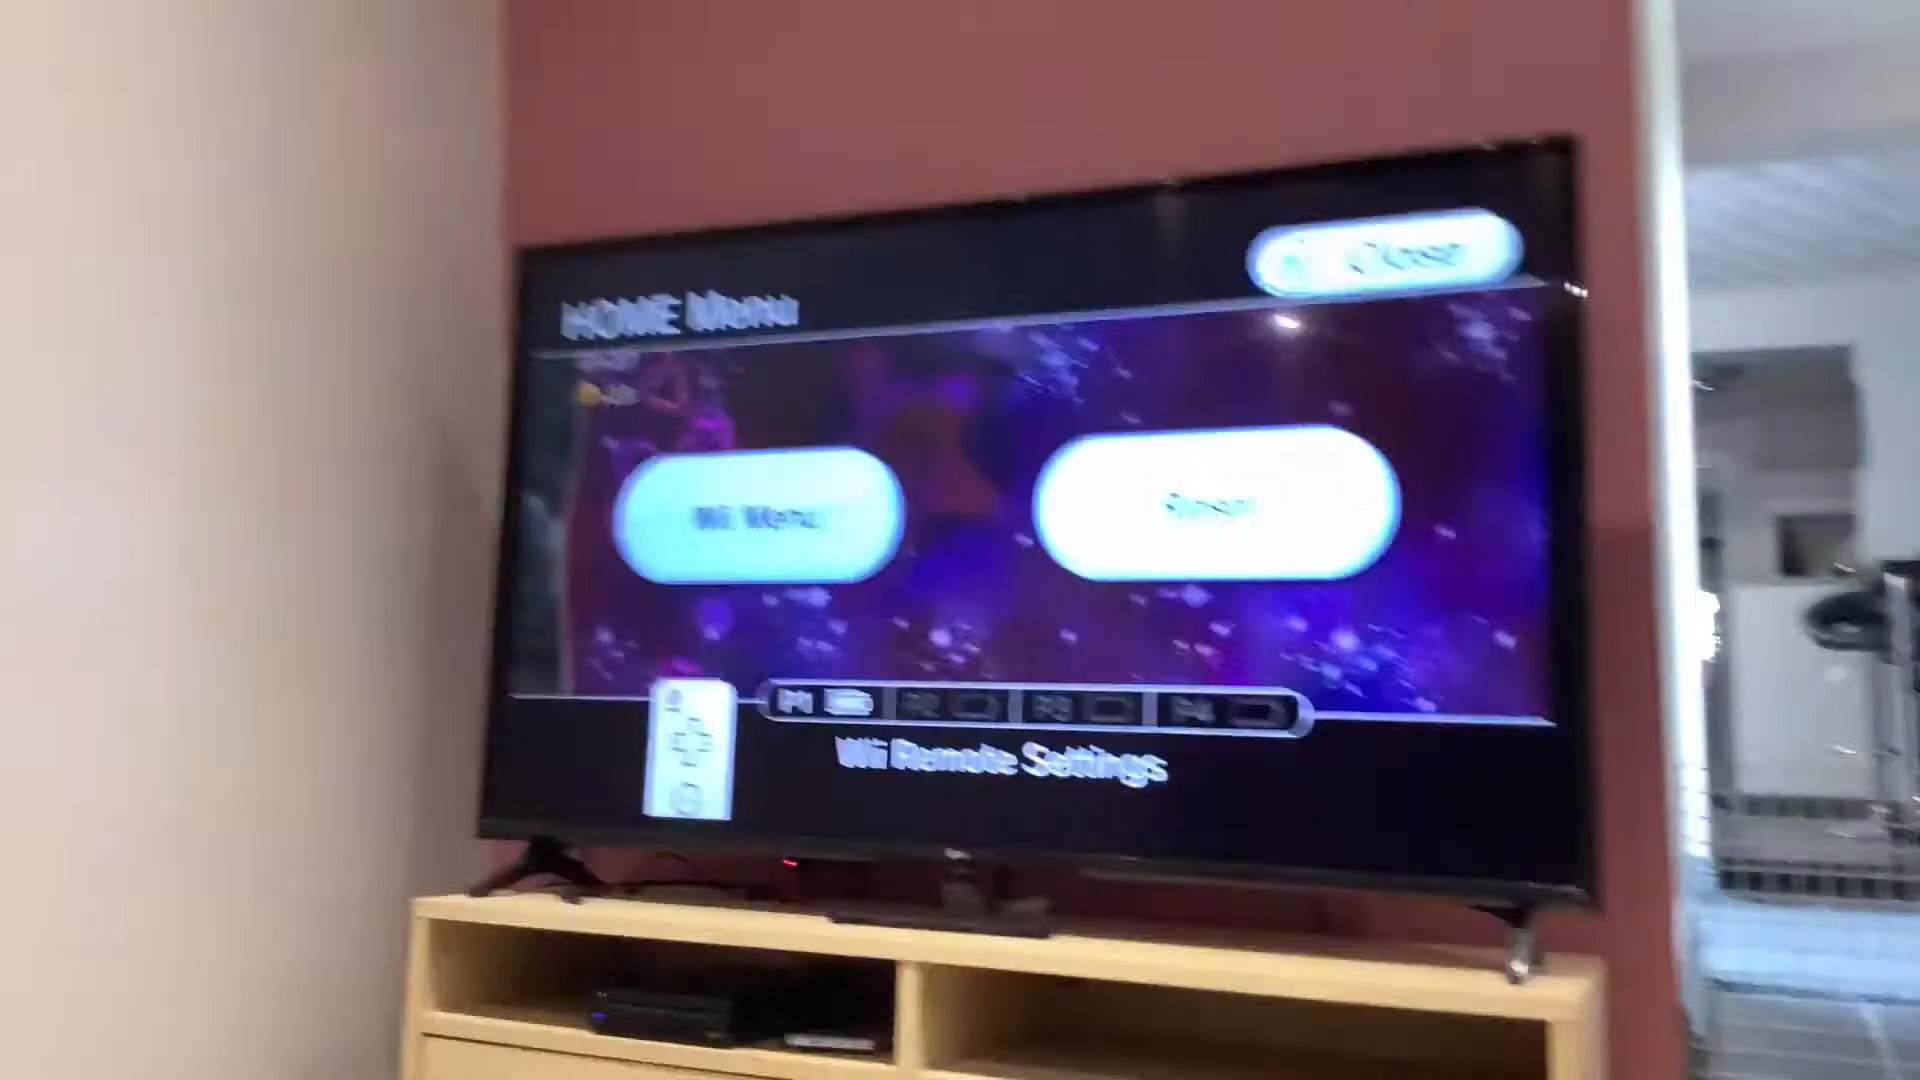 HOME Menu
Close
Wii Menu
Reset
P1 P2 P3 P4
Wii Remote Settings